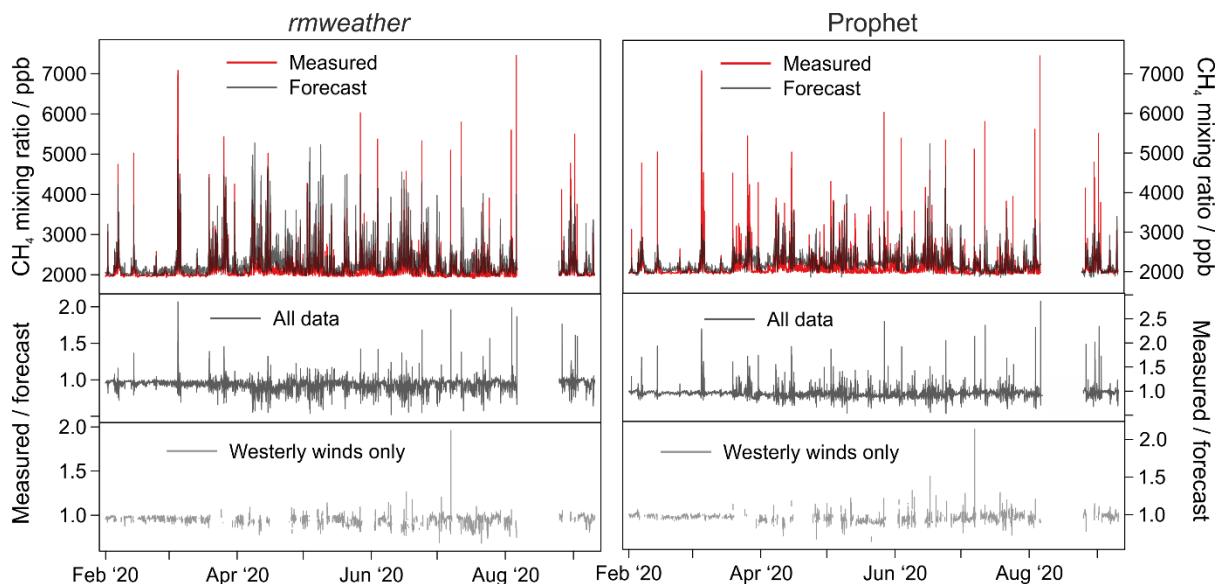 rmweather
Prophet
CH₄ mixing ratio / ppb
7000
6000
5000
4000
3000
2000
Measured
Forecast
Measured
Forecast
7000
6000
5000
4000
3000
2000
CH₄ mixing ratio / ppb
Measured / forecast
2.0
1.5
1.0
All data
All data
2.5
2.0
1.5
1.0
Measured / forecast
2.0
1.5
1.0
Westerly winds only
Westerly winds only
2.0
1.5
1.0
Feb '20
Apr '20
Jun '20
Aug '20
Feb '20
Apr '20
Jun '20
Aug '20